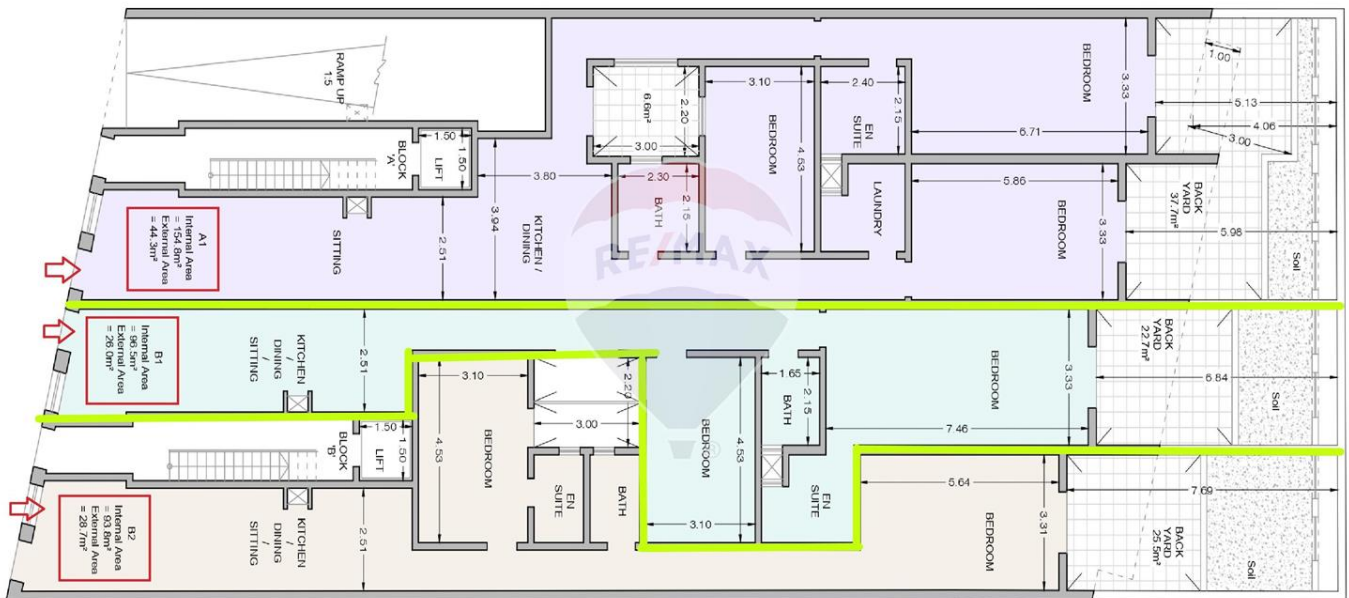 RAMP UP
1:5
6.6m²
2.20
3.00
3.10
BEDROOM
4.53
2.40
2.15
EN
SUITE
BEDROOM
3.33
6.71
1.00
5.13
4.06
3.00
1.50
1.50
LIFT
BLOCK
'A'
3.80
3.94
KITCHEN /
DINING
2.30
2.15
BATH
LAUNDRY
5.86
BEDROOM
3.33
BACK
YARD
37.7m²
5.98
Soil
A1
Internal Area
= 154.8m²
External Area
= 44.3m²
SITTING
2.51
RE/MAX
B1
Internal Area
= 96.5m²
External Area
= 26.0m²
KITCHEN
/
DINING
/
SITTING
2.51
1.65
2.15
BATH
BEDROOM
3.33
7.46
BACK
YARD
22.7m²
6.84
Soil
3.10
2.20
3.00
BEDROOM
4.53
BEDROOM
4.53
3.10
EN
SUITE
1.50
1.50
LIFT
BLOCK
'B'
EN
SUITE
BATH
5.64
BEDROOM
3.31
7.69
BACK
YARD
25.5m²
Soil
B2
Internal Area
= 93.8m²
External Area
= 28.7m²
KITCHEN
/
DINING
/
SITTING
2.51
®